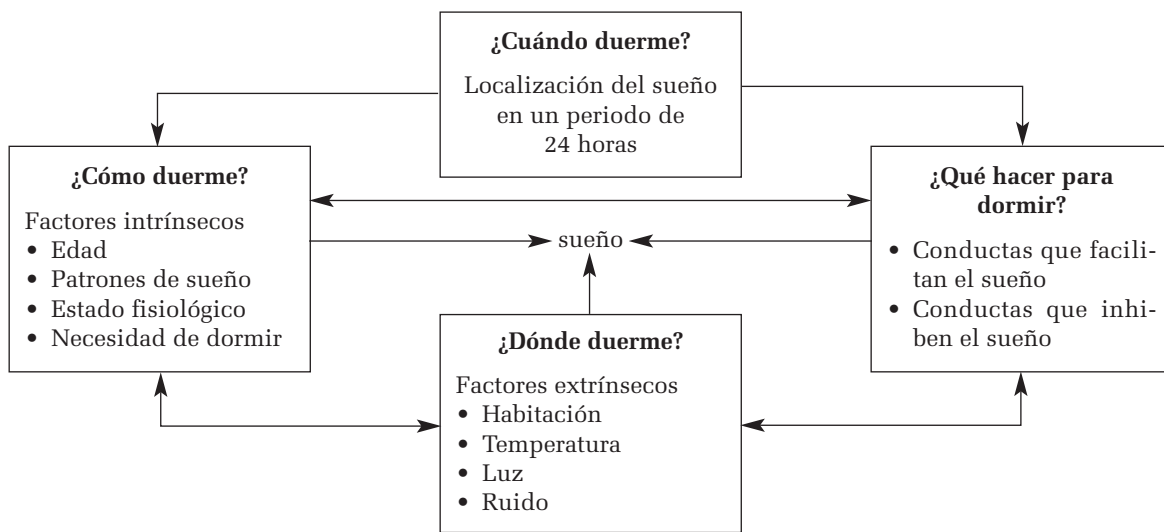 ¿Cuándo duerme?
Localización del sueño
en un periodo de
24 horas
¿Cómo duerme?
Factores intrínsecos
• Edad
• Patrones de sueño
• Estado fisiológico
• Necesidad de dormir
sueño
¿Qué hacer para
dormir?
• Conductas que facili-
tan el sueño
• Conductas que inhi-
ben el sueño
¿Dónde duerme?
Factores extrínsecos
• Habitación
• Temperatura
• Luz
• Ruido